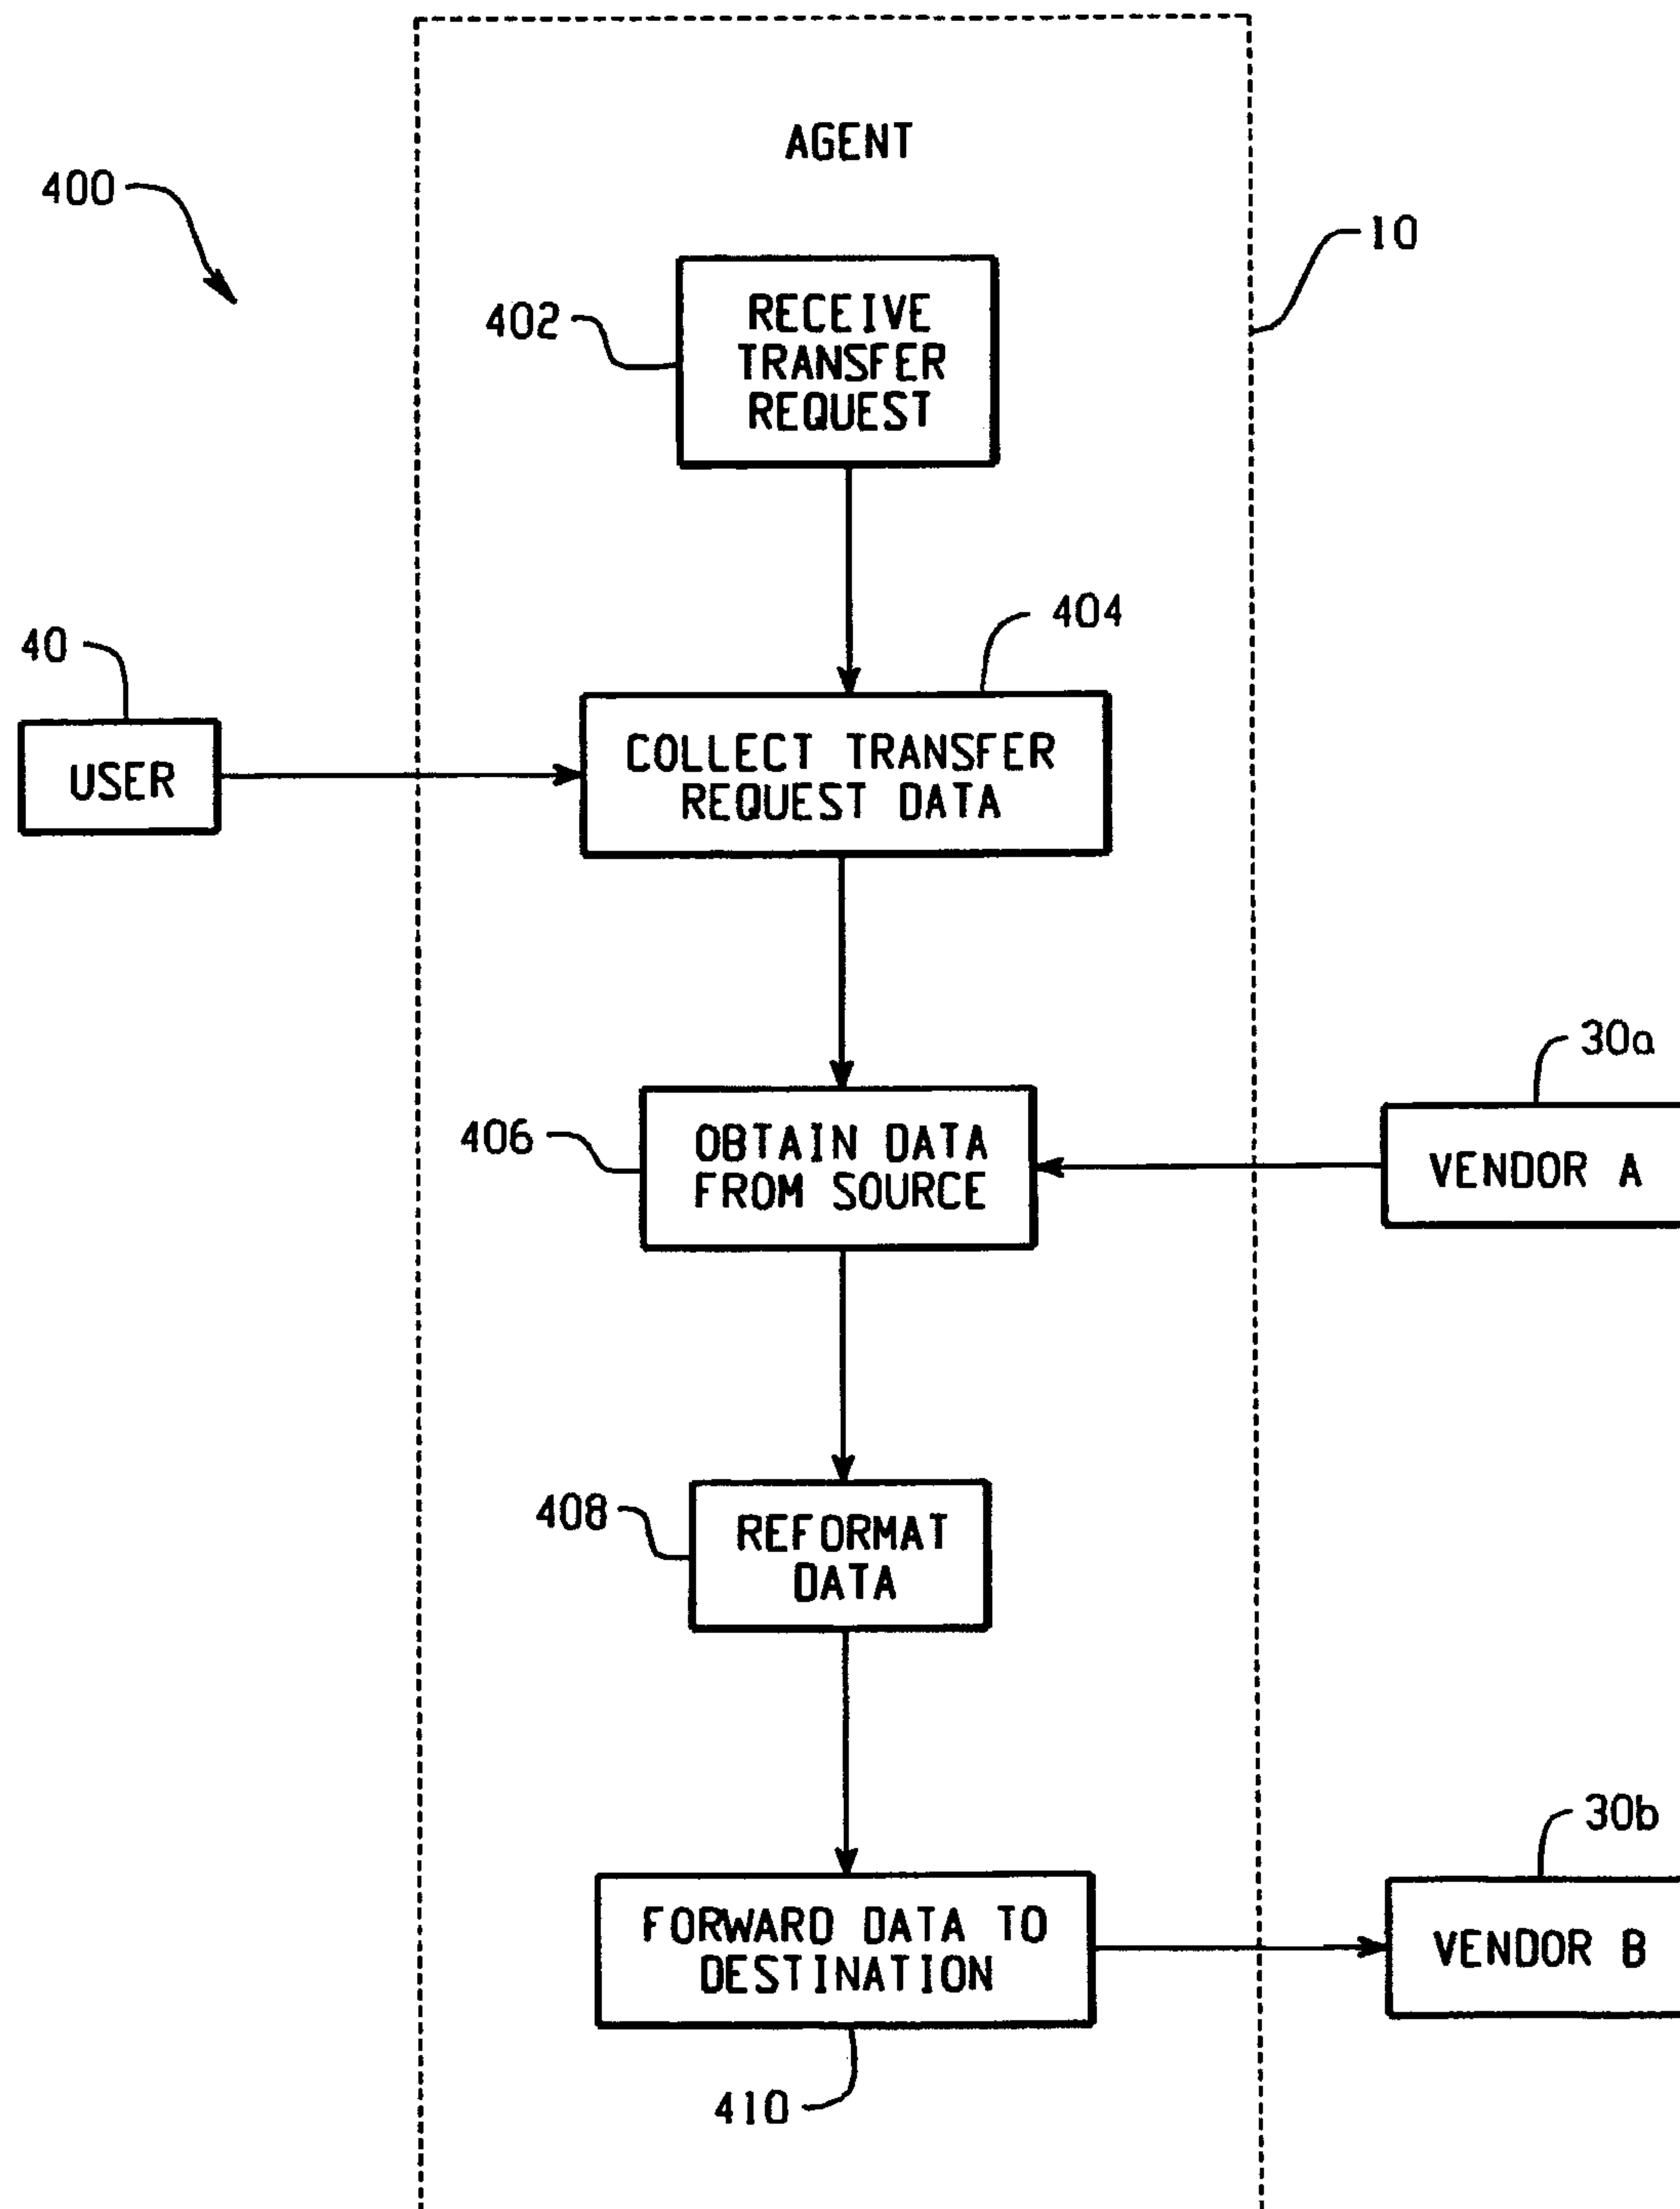 AGENT
400
10
402
RECEIVE
TRANSFER
REQUEST
404
40
USER
COLLECT TRANSFER
REQUEST DATA
30a
406
OBTAIN DATA
FROM SOURCE
VENDOR A
408
REFORMAT
DATA
30b
FORWARD DATA TO
DESTINATION
VENDOR B
410